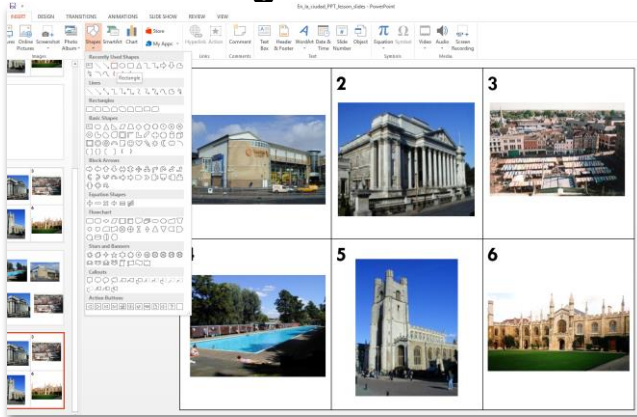 En_la_ciudad_PPT_lesson_slides - PowerPoint
INSERT DESIGN TRANSITIONS ANIMATIONS SLIDE SHOW REVIEW VIEW
Online Pictures Screenshot Photo Album Shapes SmartArt Chart Store My Apps Hyperlink Action Comment Text Box Header & Footer WordArt Date & Time Slide Number Object Equation Symbol Video Audio Screen Recording
Images Links Comments Text Symbols Media
Recently Used Shapes
Rectangle
Lines
Rectangles
Basic Shapes
Block Arrows
Equation Shapes
Flowchart
Stars and Banners
Callouts
Action Buttons
2 3
5 6